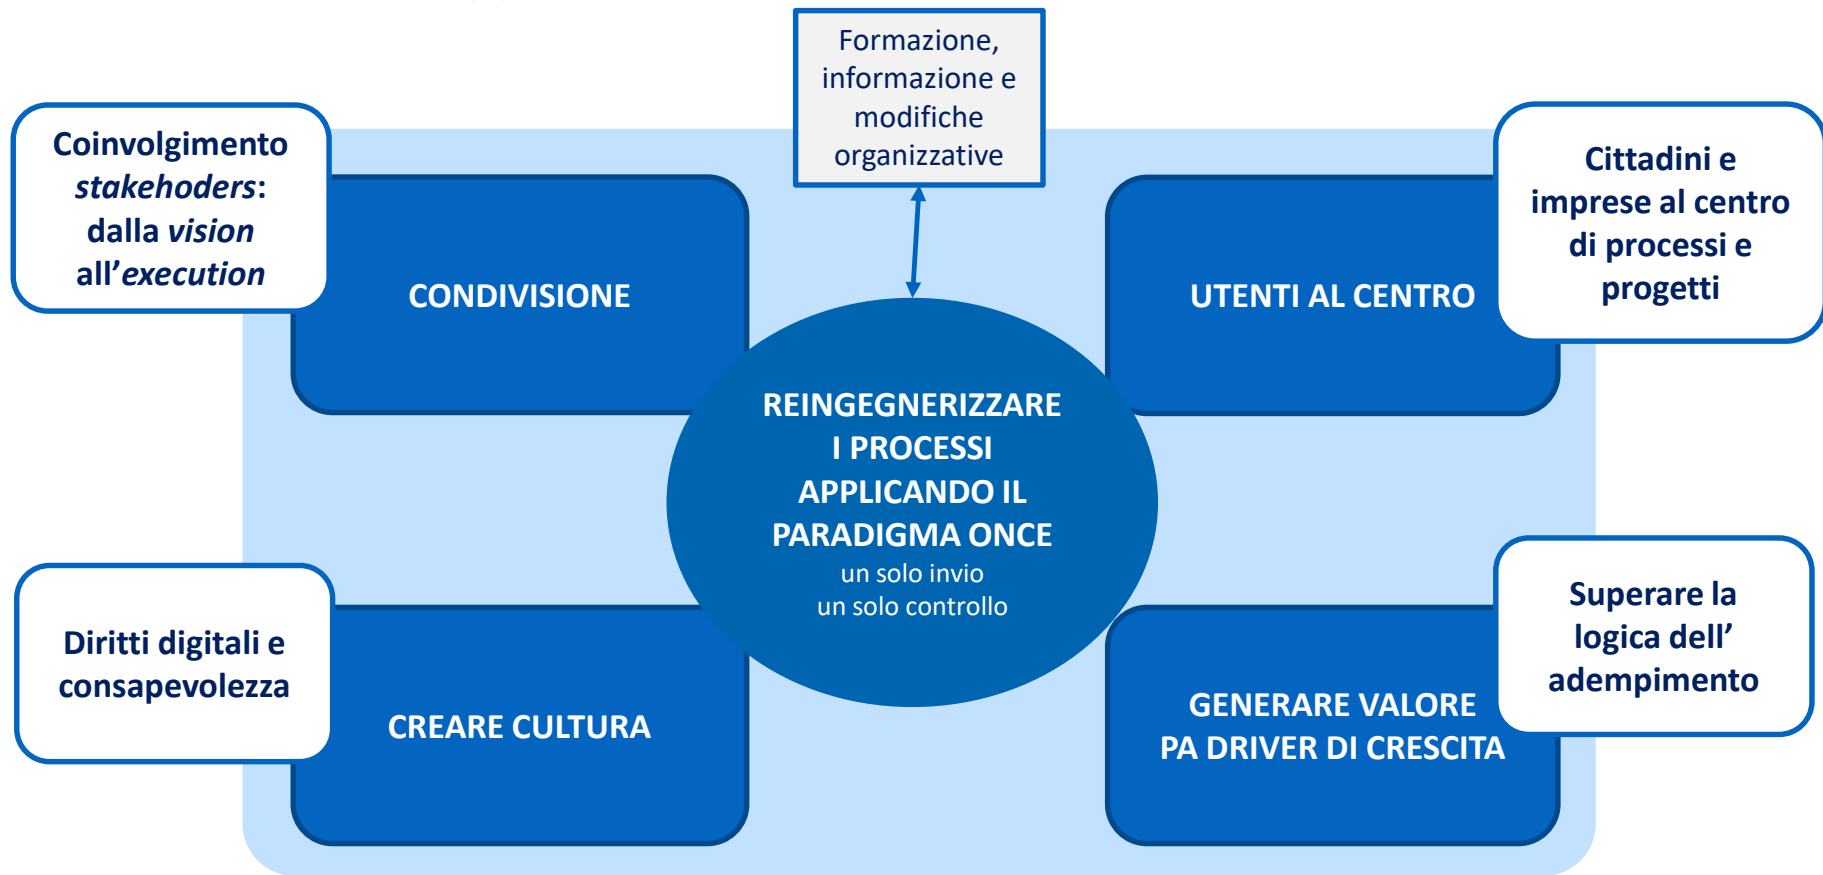 Formazione,
informazione e
modifiche
organizzative
Coinvolgimento
stakehoders:
dalla vision
all’execution
CONDIVISIONE
UTENTI AL CENTRO
Cittadini e
imprese al centro
di processi e
progetti
REINGEGNERIZZARE
I PROCESSI
APPLICANDO IL
PARADIGMA ONCE
un solo invio
un solo controllo
Diritti digitali e
consapevolezza
CREARE CULTURA
GENERARE VALORE
PA DRIVER DI CRESCITA
Superare la
logica dell’
adempimento